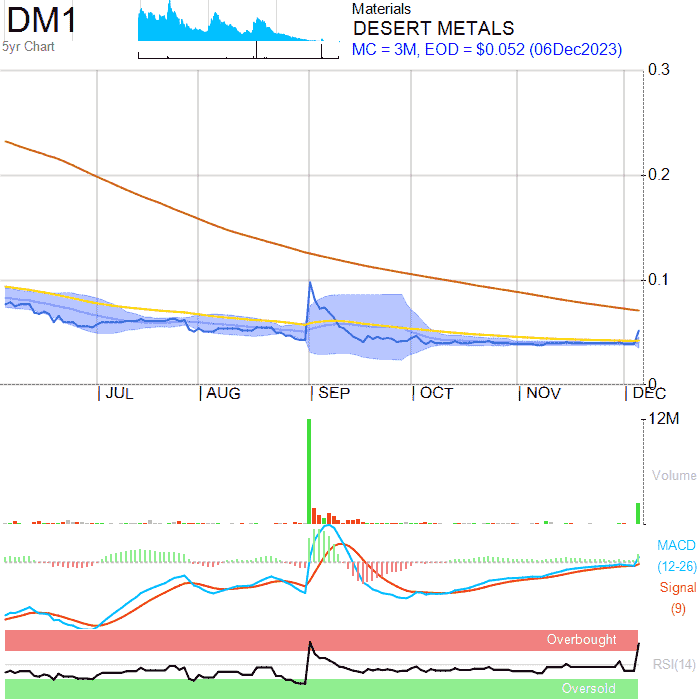 DM1
5yr Chart
Materials
DESERT METALS
MC = 3M, EOD = $0.052 (06Dec2023)
0.3
0.2
0.1
0
JUL AUG SEP OCT NOV DEC
12M
Volume
MACD
(12-26)
Signal
(9)
Overbought
RSI(14)
Oversold